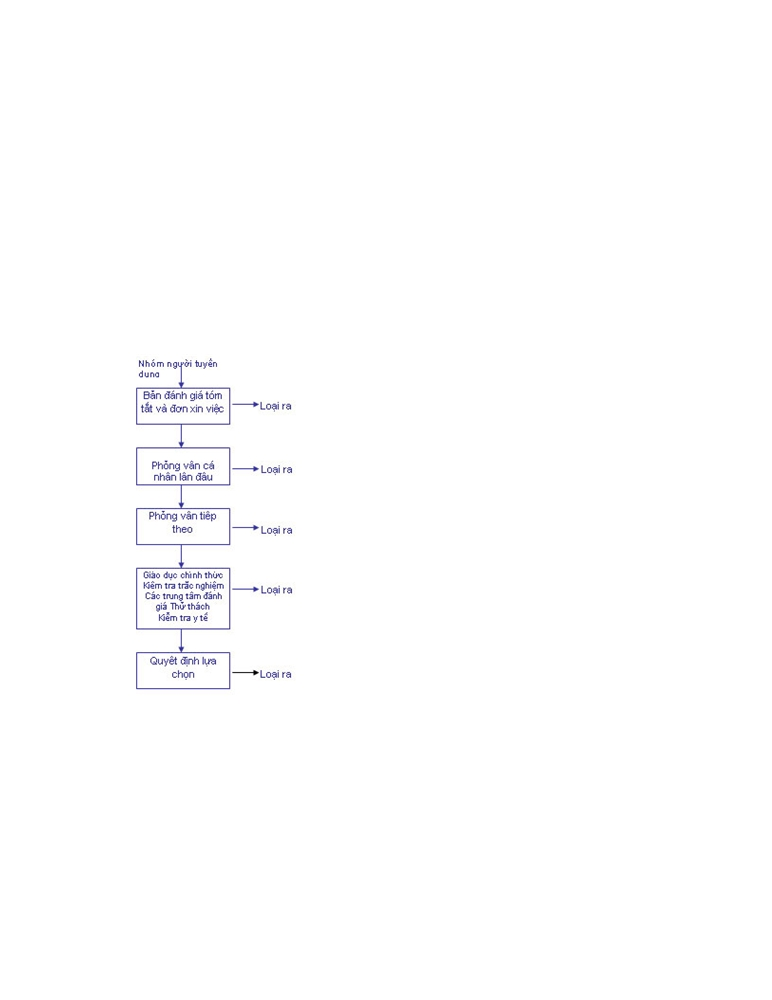 Nhóm người tuyển
dụng
Bản đánh giá tóm
tắt và đơn xin việc
Loại ra
Phỏng vấn cá
nhân lần đầu
Loại ra
Phỏng vấn tiếp
theo
Loại ra
Giáo dục chính thức
Kiểm tra trắc nghiệm
Các trung tâm đánh
giá Thử thách
Kiểm tra y tế
Loại ra
Quyết định lựa
chọn
Loại ra